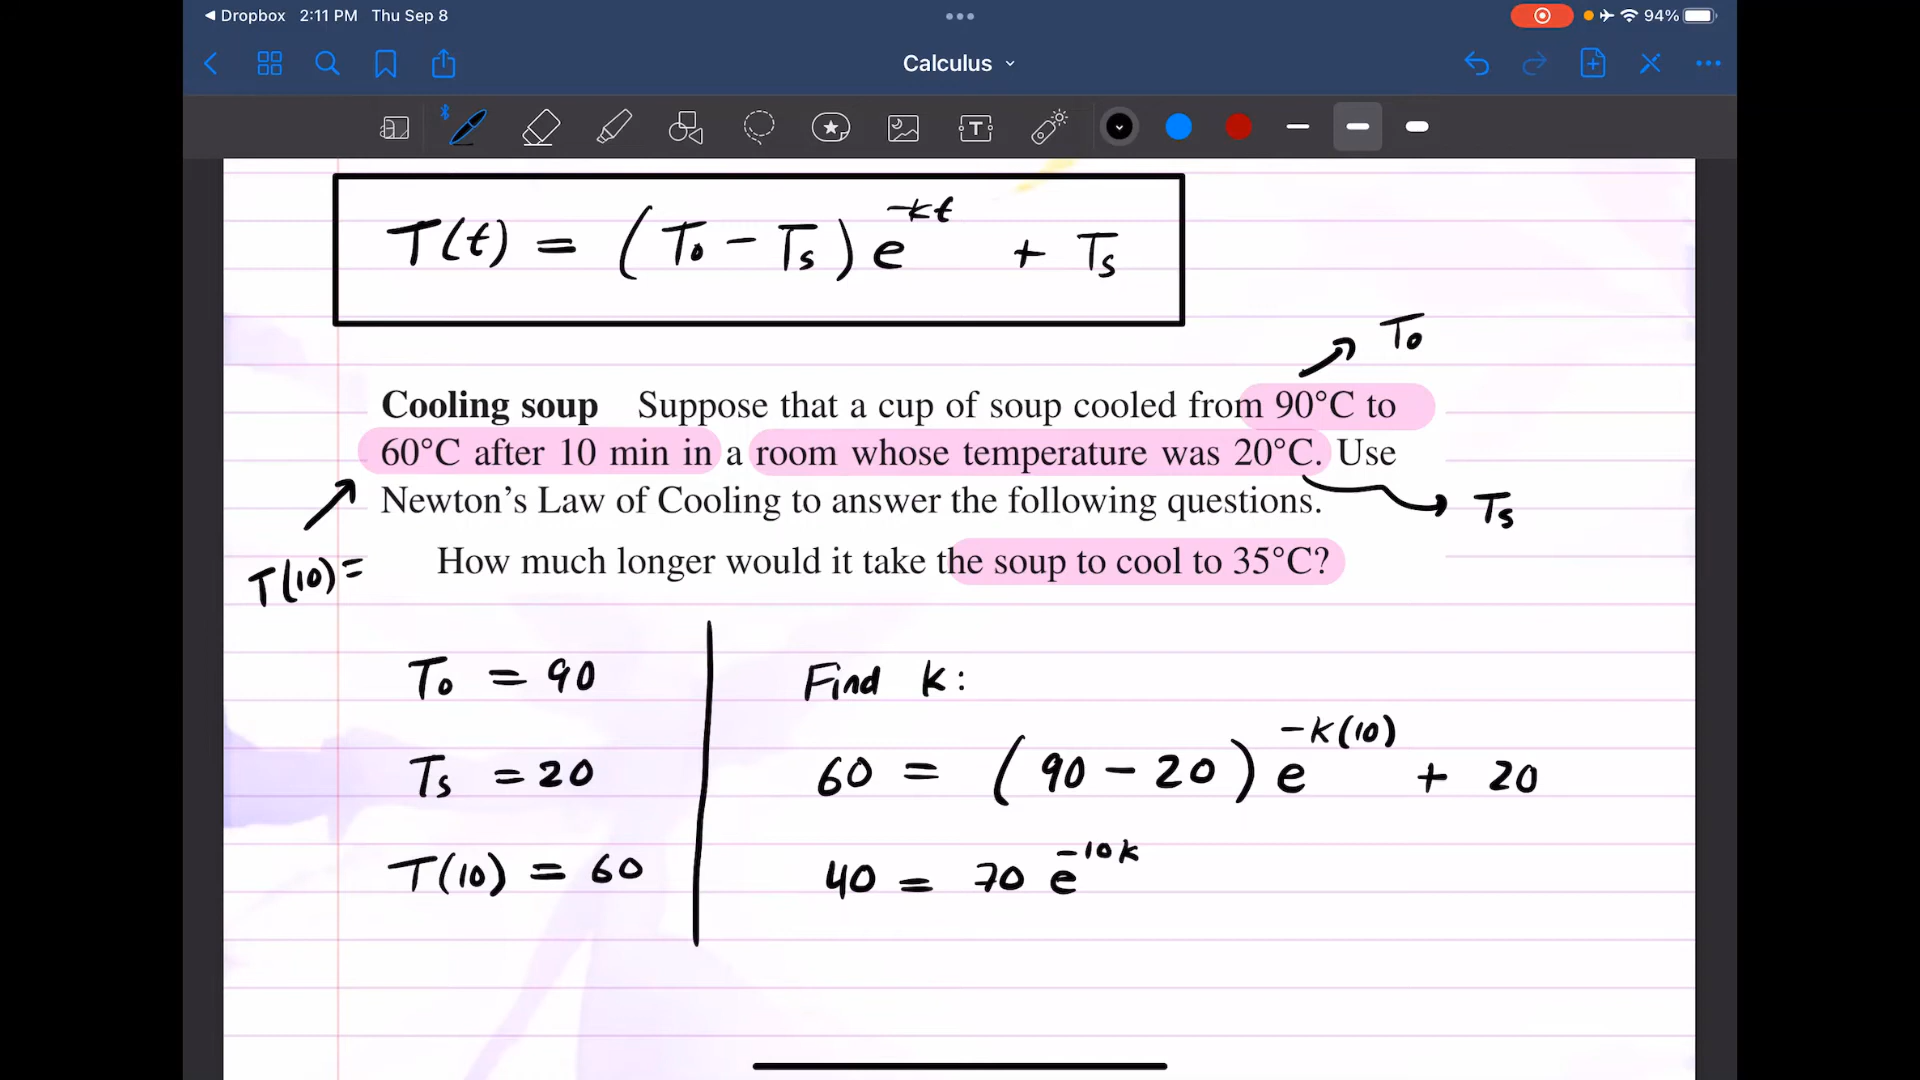 Dropbox 2:11 PM Thu Sep 8
94%
Calculus
T
T(t) = (T₀ - Tₛ) e^-kt + Tₛ
T₀
Cooling soup Suppose that a cup of soup cooled from 90°C to
60°C after 10 min in a room whose temperature was 20°C. Use
Newton’s Law of Cooling to answer the following questions.
Tₛ
How much longer would it take the soup to cool to 35°C?
T(10) =
T₀ = 90
Tₛ = 20
T(10) = 60
Find k:
60 = (90 - 20) e^-k(10) + 20
40 = 70 e^-10k